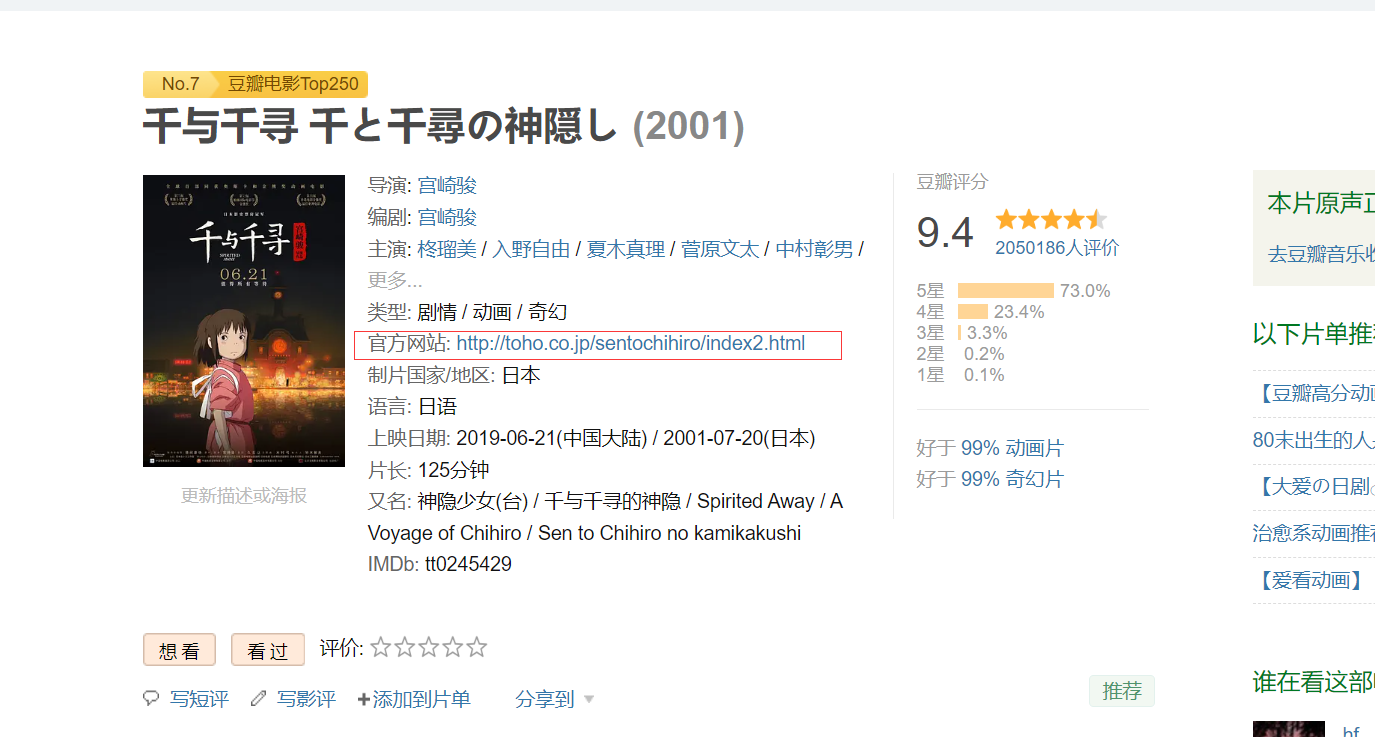 No.7 豆瓣电影Top250
千与千寻 千と千尋の神隠し (2001)
千与千寻
宫崎骏
SPIRITED AWAY
06.21
更新描述或海报
导演: 宫崎骏
编剧: 宫崎骏
主演: 柊瑠美 / 入野自由 / 夏木真理 / 菅原文太 / 中村彰男 /
更多...
类型: 剧情 / 动画 / 奇幻
官方网站: http://toho.co.jp/sentochihiro/index2.html
制片国家/地区: 日本
语言: 日语
上映日期: 2019-06-21(中国大陆) / 2001-07-20(日本)
片长: 125分钟
又名: 神隐少女(台) / 千与千寻的神隐 / Spirited Away / A
Voyage of Chihiro / Sen to Chihiro no kamikakushi
IMDb: tt0245429
豆瓣评分
9.4
2050186人评价
5星 73.0%
4星 23.4%
3星 3.3%
2星 0.2%
1星 0.1%
好于 99% 动画片
好于 99% 奇幻片
想看 看过 评价:
写短评 写影评 +添加到片单 分享到
推荐
本片原声正
去豆瓣音乐收
以下片单推荐
【豆瓣高分动画
80末出生的人
【大爱の日剧
治愈系动画推荐
【爱看动画】
谁在看这部电
hf